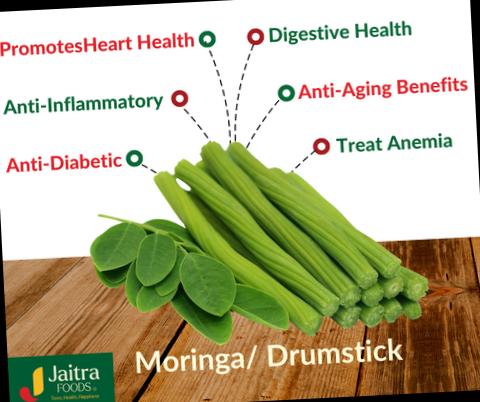 PromotesHeart Health
Digestive Health
Anti-Inflammatory
Anti-Aging Benefits
Anti-Diabetic
Treat Anemia
Moringa/ Drumstick
Jaitra
FOODS
Taste, Health, Happiness